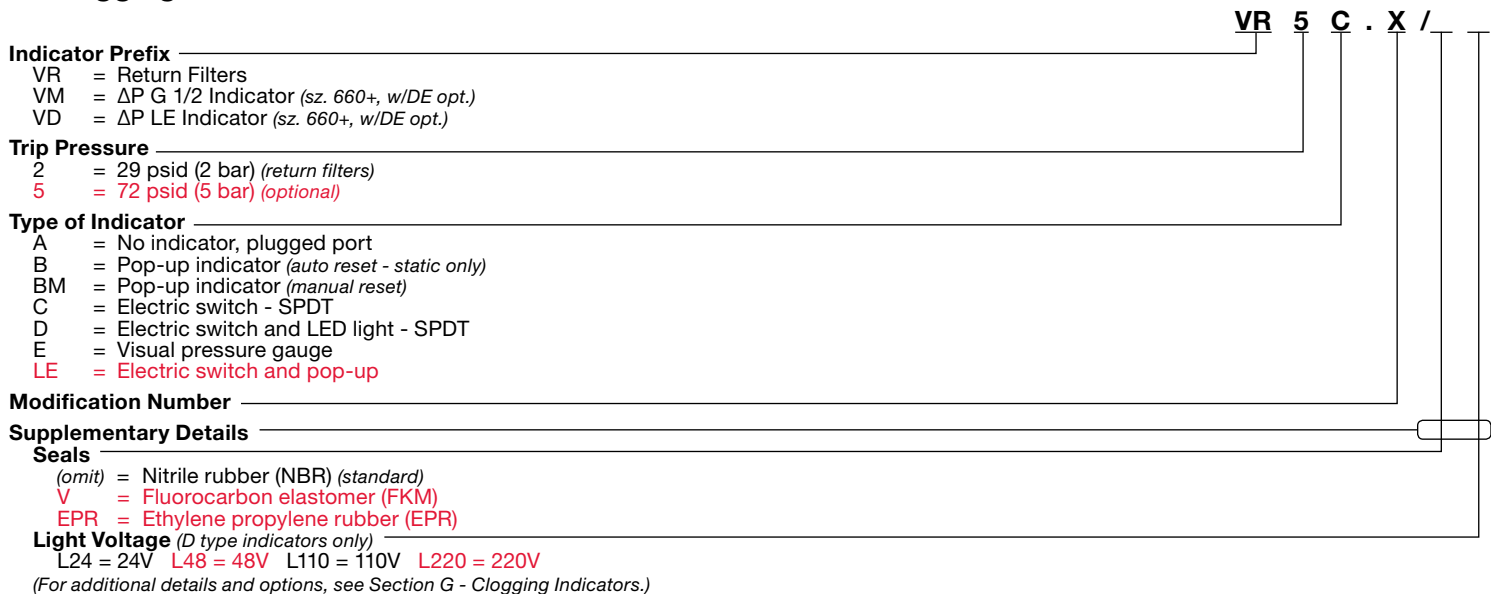 VR 5 C . X /_ _
Indicator Prefix
VR = Return Filters
VM = ΔP G 1/2 Indicator (sz. 660+, w/DE opt.)
VD = ΔP LE Indicator (sz. 660+, w/DE opt.)
Trip Pressure
2 = 29 psid (2 bar) (return filters)
5 = 72 psid (5 bar) (optional)
Type of Indicator
A = No indicator, plugged port
B = Pop-up indicator (auto reset - static only)
BM = Pop-up indicator (manual reset)
C = Electric switch - SPDT
D = Electric switch and LED light - SPDT
E = Visual pressure gauge
LE = Electric switch and pop-up
Modification Number
Supplementary Details
Seals
(omit) = Nitrile rubber (NBR) (standard)
V = Fluorocarbon elastomer (FKM)
EPR = Ethylene propylene rubber (EPR)
Light Voltage (D type indicators only)
L24 = 24V L48 = 48V L110 = 110V L220 = 220V
(For additional details and options, see Section G - Clogging Indicators.)